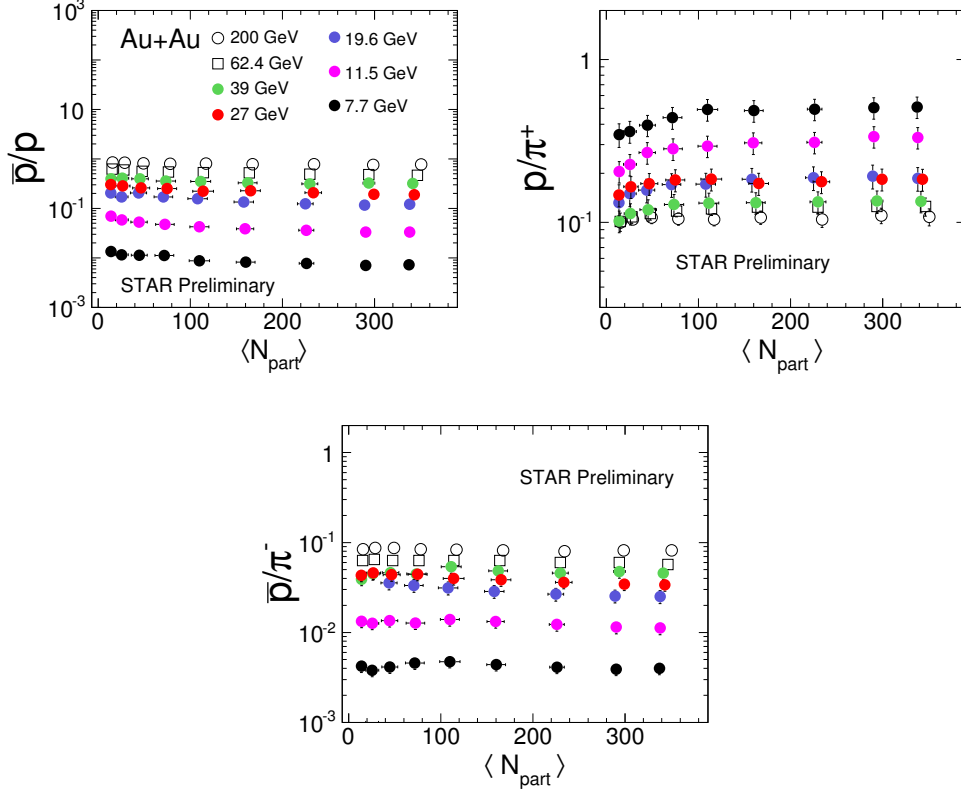 Au+Au
200 GeV
62.4 GeV
39 GeV
27 GeV
19.6 GeV
11.5 GeV
7.7 GeV
p̅/p
10³
10
10⁻¹
10⁻³
STAR Preliminary
0 100 200 300
⟨N_part⟩
p/π⁺
1
10⁻¹
STAR Preliminary
0 100 200 300
⟨ N_part ⟩
p̅/π⁻
1
10⁻¹
10⁻²
10⁻³
STAR Preliminary
0 100 200 300
⟨ N_part ⟩